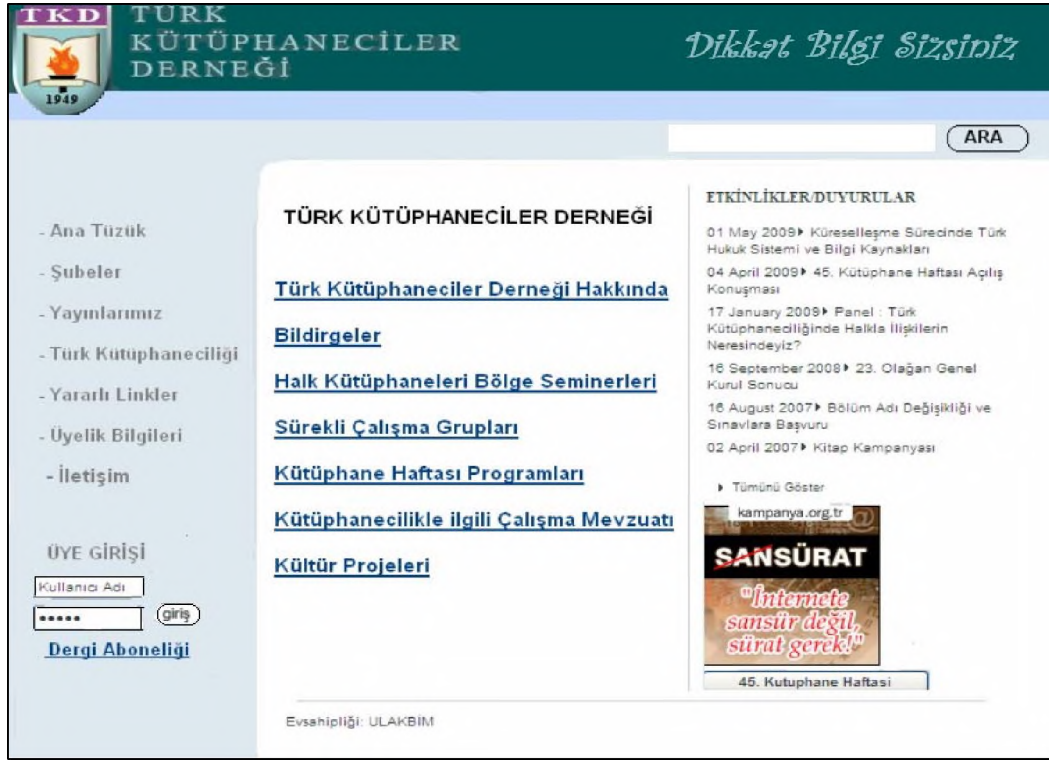 TKD
1949
TÜRK
KÜTÜPHANECİLER
DERNEĞİ
Dikkat Bilgi Sizsiniz
ARA
- Ana Tüzük
- Şubeler
- Yayınlarımız
- Türk Kütüphaneciliği
- Yararlı Linkler
- Üyelik Bilgileri
- İletişim
ÜYE GİRİŞİ
Kullanıcı Adı
•••••
giriş
Dergi Aboneliği
TÜRK KÜTÜPHANECİLER DERNEĞİ
Türk Kütüphaneciler Derneği Hakkında
Bildirgeler
Halk Kütüphaneleri Bölge Seminerleri
Sürekli Çalışma Grupları
Kütüphane Haftası Programları
Kütüphanecilikle ilgili Çalışma Mevzuatı
Kültür Projeleri
ETKİNLİKLER/DUYURULAR
01 May 2009 Küreselleşme Sürecinde Türk
Hukuk Sistemi ve Bilgi Kaynakları
04 April 2009 45. Kütüphane Haftası Açılış
Konuşması
17 January 2009 Panel : Türk
Kütüphaneciliğinde Halkla İlişkilerin
Neresindeyiz?
16 September 2008 23. Olağan Genel
Kurul Sonucu
16 August 2007 Bölüm Adı Değişikliği ve
Sınavlara Başvuru
02 April 2007 Kitap Kampanyası
Tümünü Göster
kampanya.org.tr
SANSÜRAT
"İnternete
sansür değil,
sürat gerek!"
45. Kutuphane Haftasi
Evsahipliği: ULAKBİM